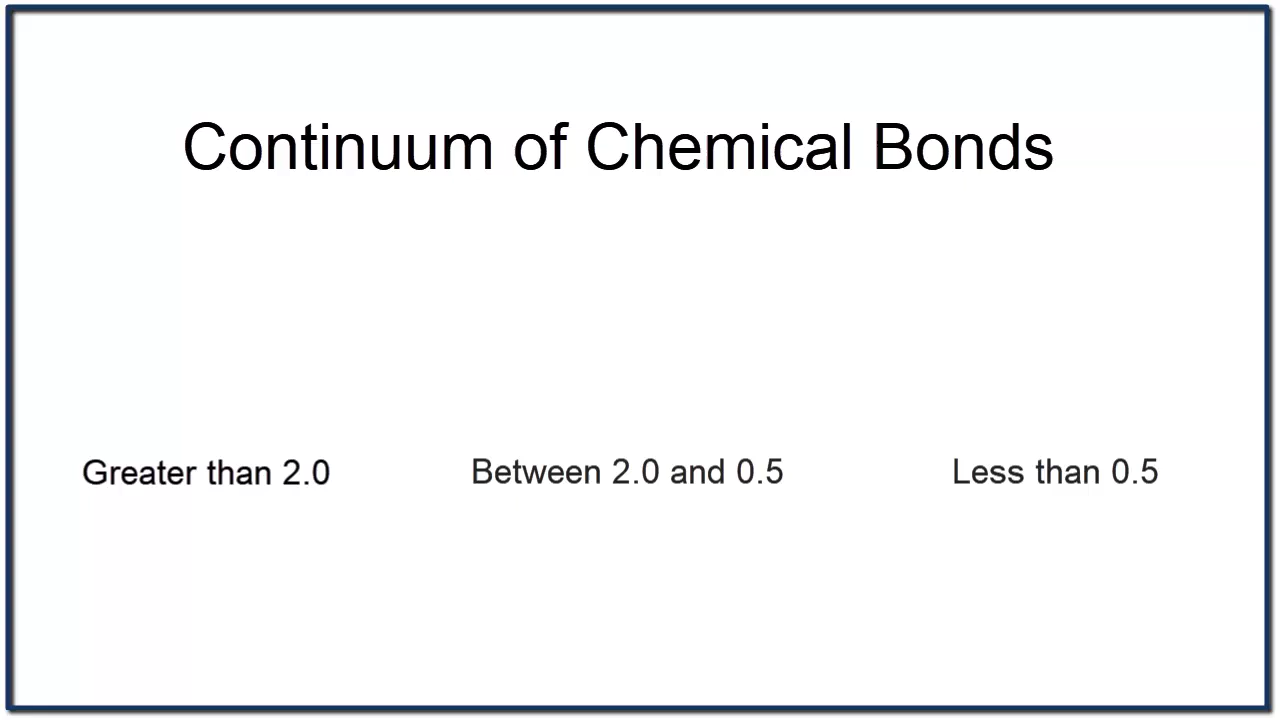 Continuum of Chemical Bonds
Greater than 2.0 Between 2.0 and 0.5 Less than 0.5